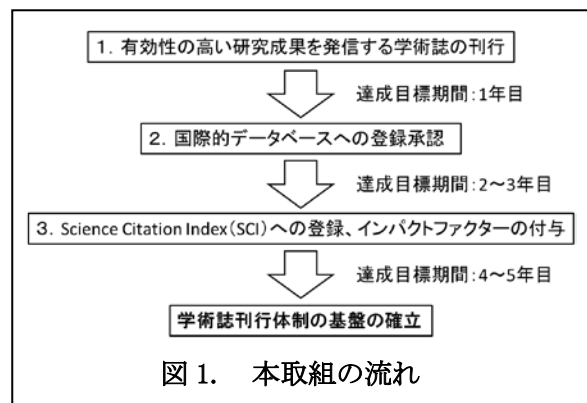 1. 有効性の高い研究成果を発信する学術誌の刊行
達成目標期間:1年目
2. 国際的データベースへの登録承認
達成目標期間:2～3年目
3. Science Citation Index(SCI)への登録、インパクトファクターの付与
達成目標期間:4～5年目
学術誌刊行体制の基盤の確立
図 1. 本取組の流れ